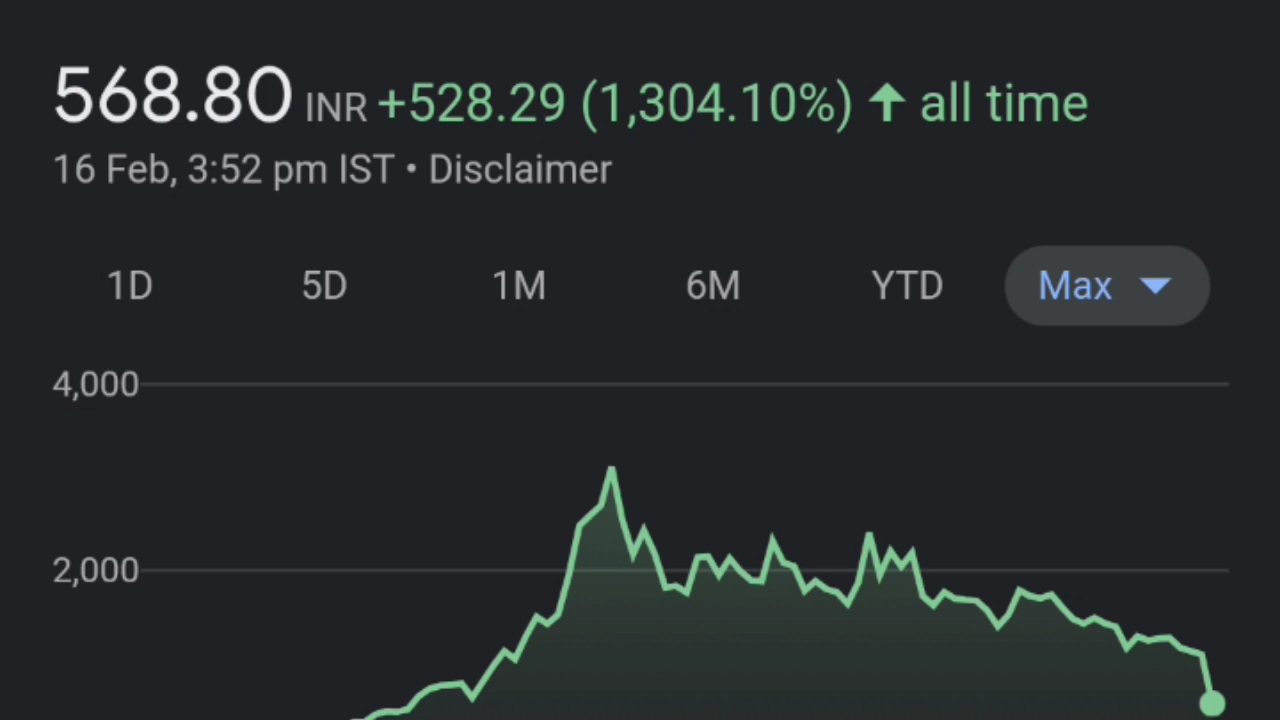 568.80 INR +528.29 (1,304.10%) ↑ all time
16 Feb, 3:52 pm IST • Disclaimer
1D 5D 1M 6M YTD Max
4,000
2,000